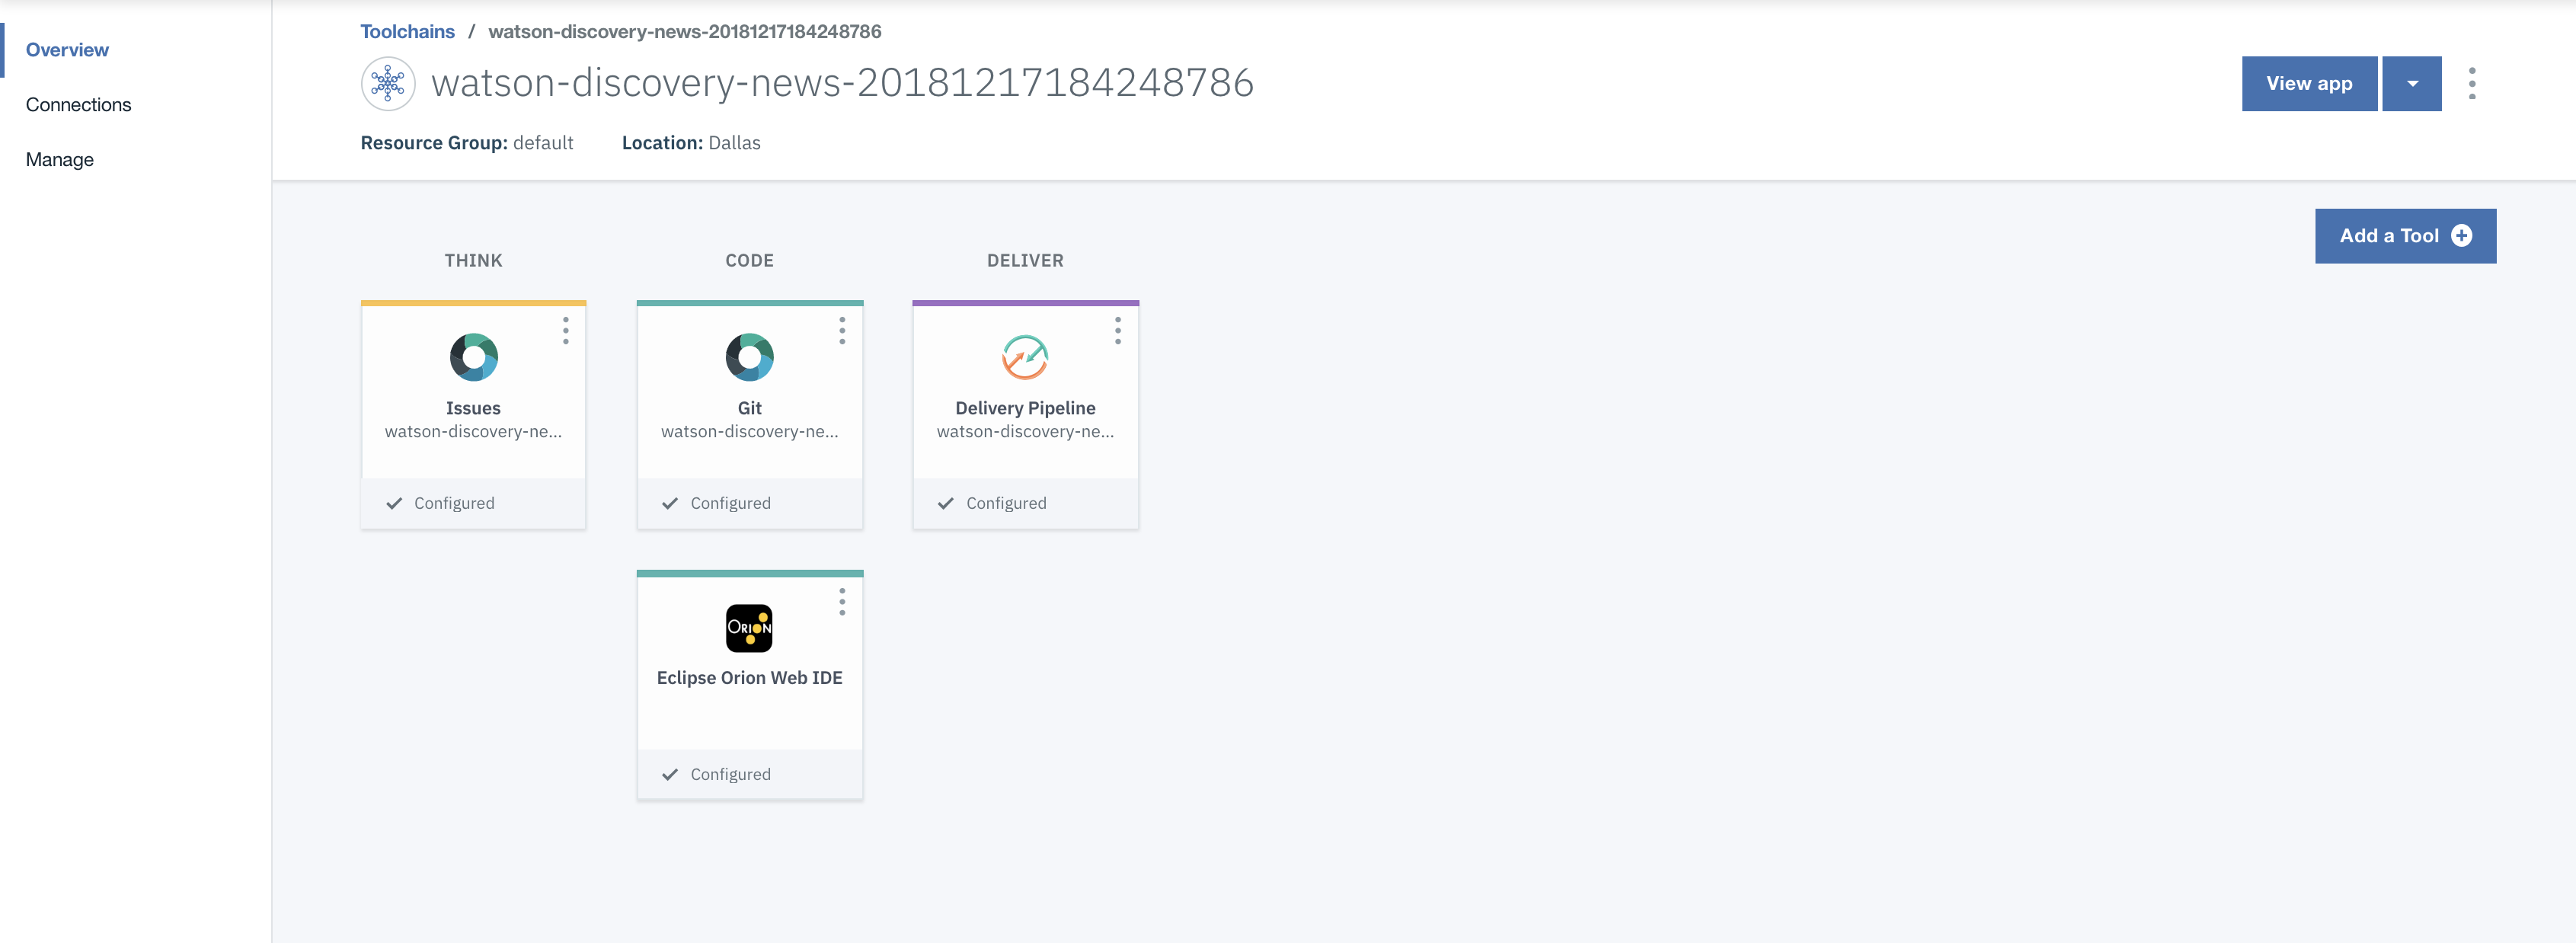 Overview
Connections
Manage
Toolchains / watson-discovery-news-20181217184248786
watson-discovery-news-20181217184248786
Resource Group: default Location: Dallas
View app
Add a Tool
THINK
CODE
DELIVER
Issues
watson-discovery-ne...
Configured
Git
watson-discovery-ne...
Configured
Delivery Pipeline
watson-discovery-ne...
Configured
ORION
Eclipse Orion Web IDE
Configured